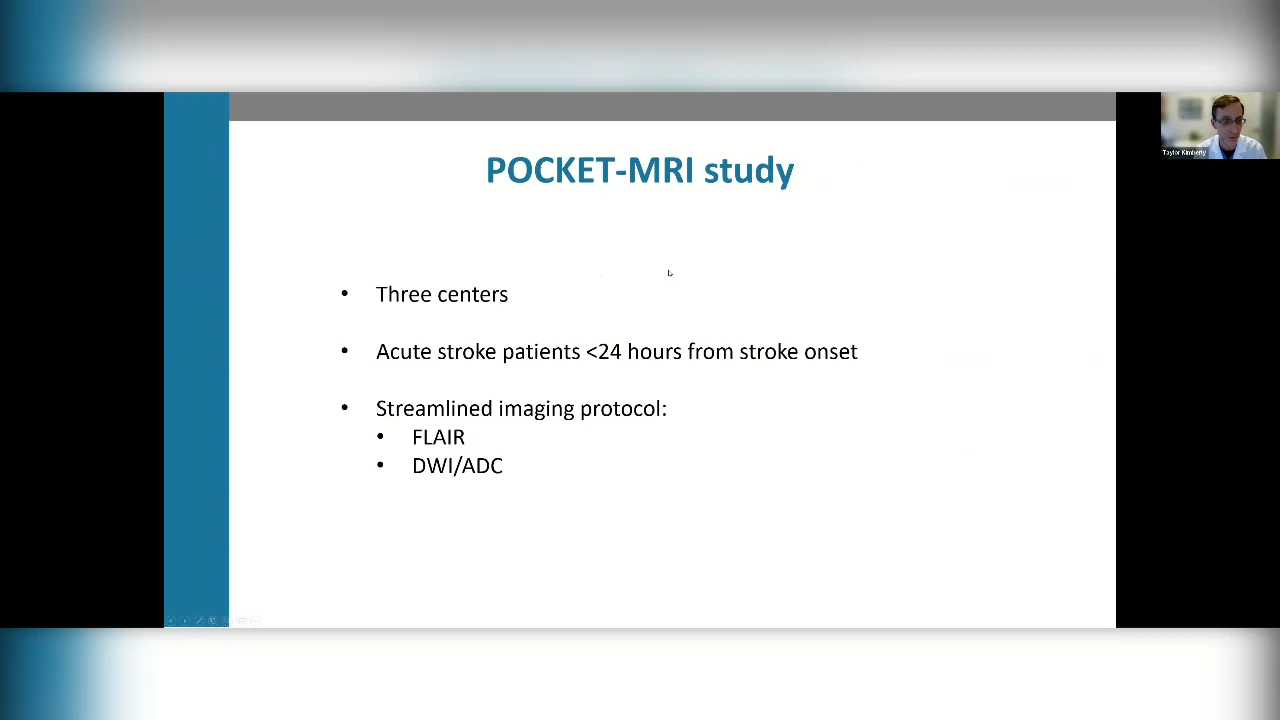 POCKET-MRI study
Taylor Kimberly
• Three centers
• Acute stroke patients <24 hours from stroke onset
• Streamlined imaging protocol:
• FLAIR
• DWI/ADC